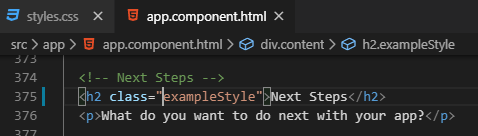 styles.css
app.component.html ×
src > app > app.component.html > div.content > h2.exampleStyle
373
374 <!-- Next Steps -->
375 <h2 class="exampleStyle">Next Steps</h2>
376 <p>What do you want to do next with your app?</p>